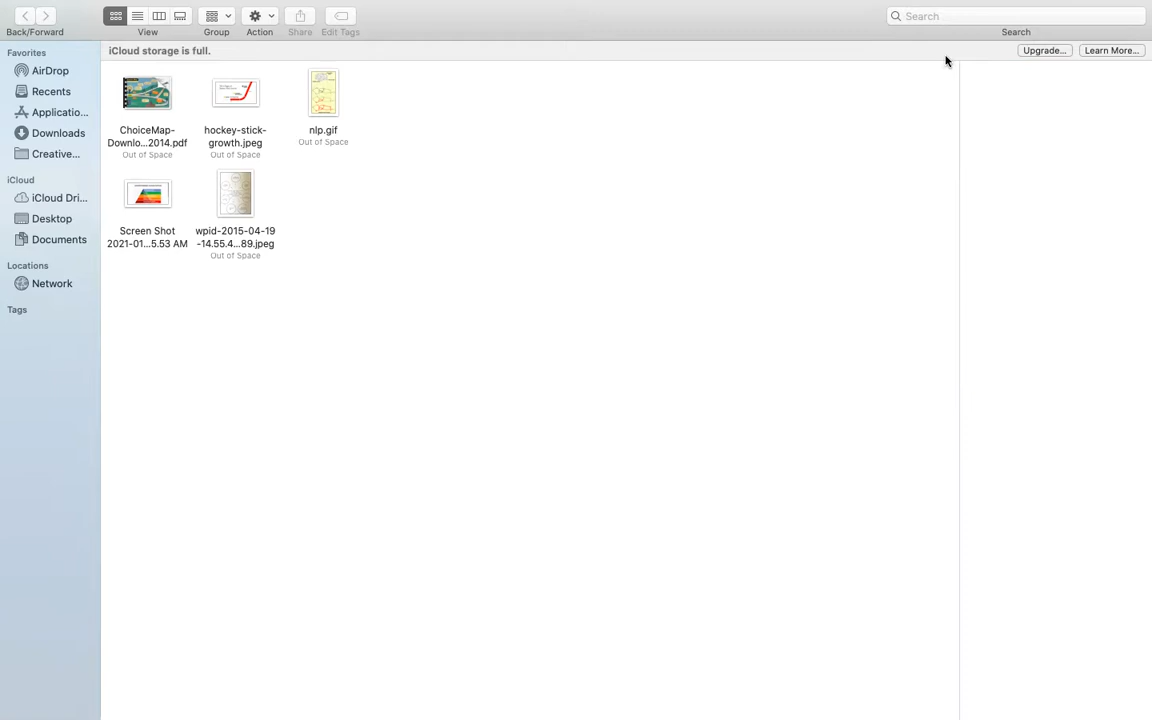 Back/Forward
View
Group
Action
Share
Edit Tags
Search
Search
iCloud storage is full.
Upgrade...
Learn More...
Favorites
AirDrop
Recents
Applicatio...
Downloads
Creative...
iCloud
iCloud Dri...
Desktop
Documents
Locations
Network
Tags
ChoiceMap-
Downlo...2014.pdf
Out of Space
hockey-stick-
growth.jpeg
Out of Space
nlp.gif
Out of Space
Screen Shot
2021-01...5.53 AM
wpid-2015-04-19
-14.55.4...89.jpeg
Out of Space